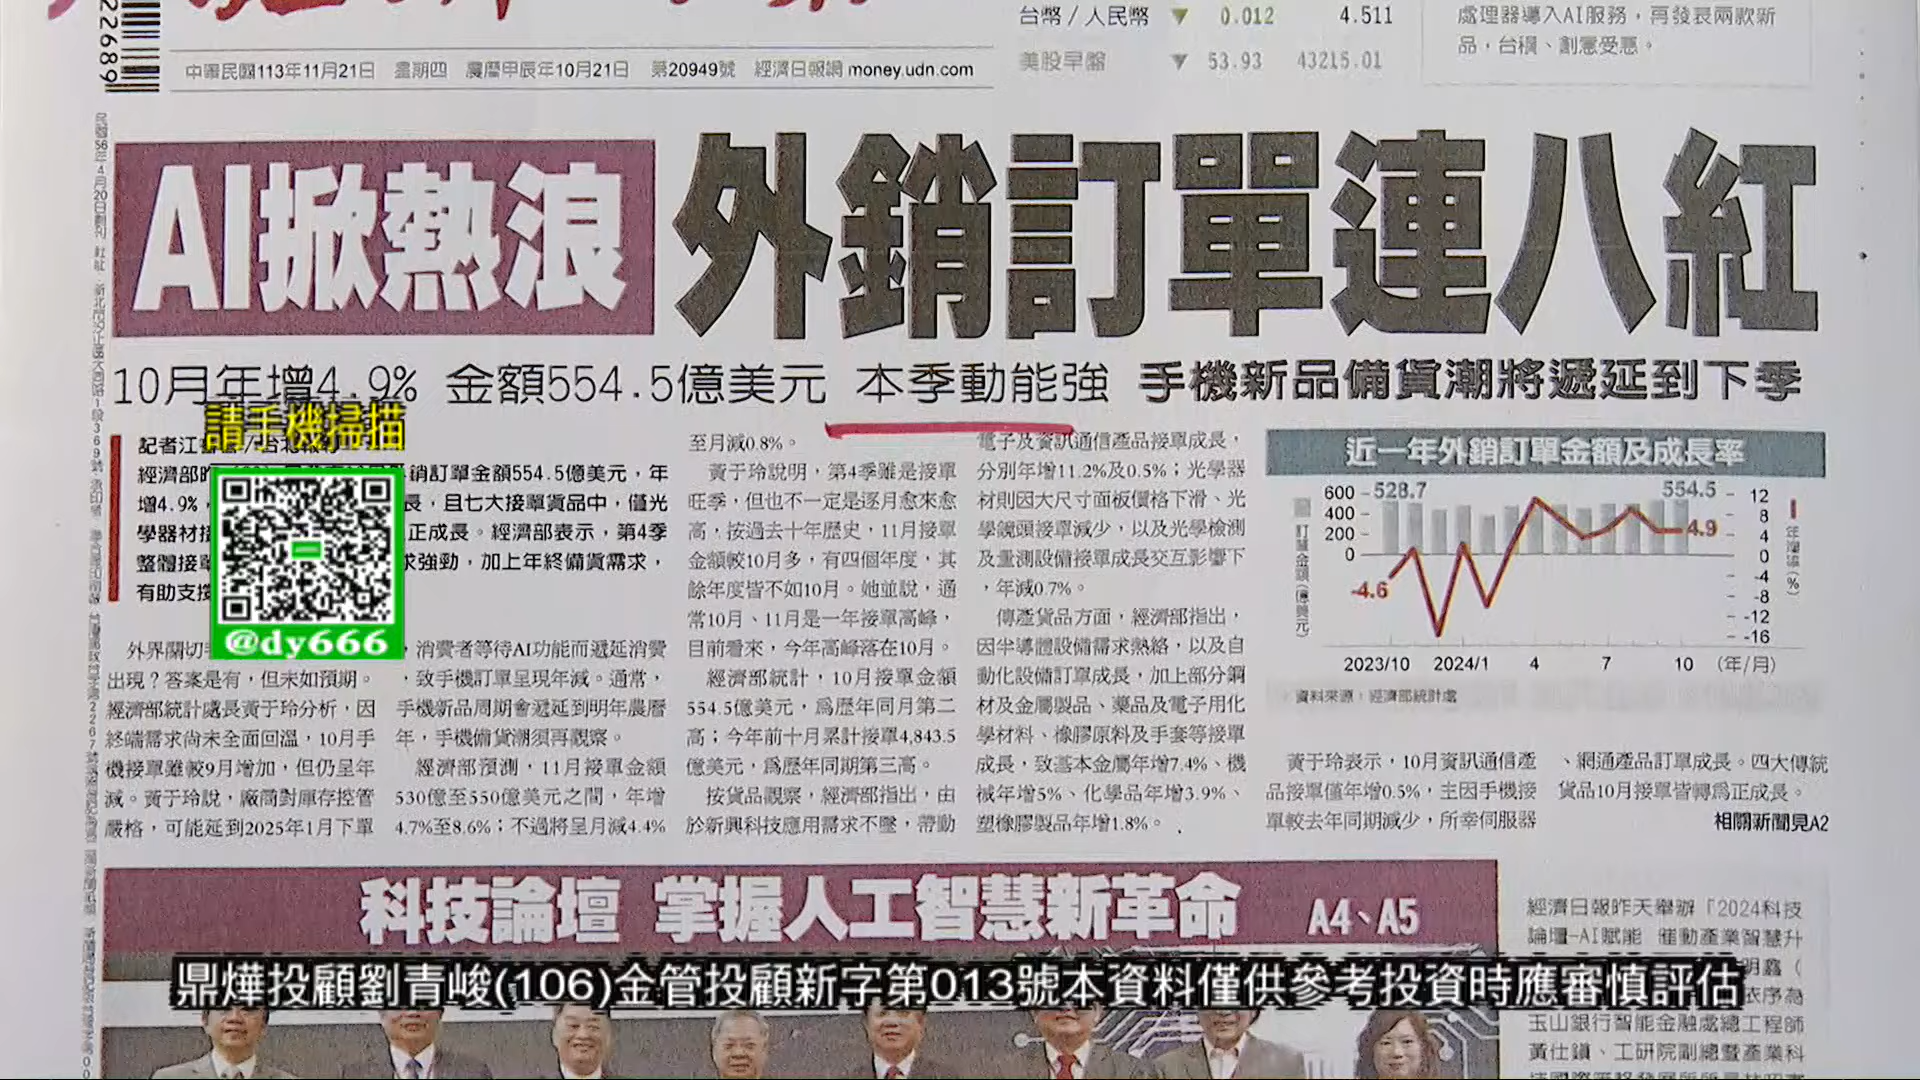 台幣/人民幣 ▼ 0.012 4.511
美股早盤 ▼ 53.93 43215.01
處理器導入AI服務，再發表兩款新
品，台積、創意受惠。
中華民國113年11月21日 星期四 農曆甲辰年10月21日 第20949號 經濟日報網 money.udn.com
AI掀熱浪 外銷訂單連八紅
10月年增4.9% 金額554.5億美元 本季動能強 手機新品備貨潮將遞延到下季
請手機掃描
@dy666
銷訂單金額554.5億美元，年
增4.9%
長，且七大接單貨品中，僅光
學器材接
正成長。經濟部表示，第4季
整體接單
求強勁，加上年終備貨需求，
有助支撐
外界關切
出現？答案是有，但未如預期。
經濟部統計處長黃于玲分析，因
終端需求尚未全面回溫，10月手
機接單雖較9月增加，但仍呈年
減。黃于玲說，廠商對庫存控管
嚴格，可能延到2025年1月下單
，消費者等待AI功能而遞延消費
，致手機訂單呈現年減。通常，
手機新品周期會遞延到明年農曆
年，手機備貨潮須再觀察。
經濟部預測，11月接單金額
530億至550億美元之間，年增
4.7%至8.6%；不過將呈月減4.4%
至月減0.8%。
黃于玲說明，第4季雖是接單
旺季，但也不一定是逐月愈來愈
高，按過去十年歷史，11月接單
金額較10月多，有四個年度，其
餘年度皆不如10月。她並說，通
常10月、11月是一年接單高峰，
目前看來，今年高峰落在10月。
經濟部統計，10月接單金額
554.5億美元，為歷年同月第二
高；今年前十月累計接單4,843.5
億美元，為歷年同期第三高。
按貨品觀察，經濟部指出，由
於新興科技應用需求不墜，帶動
電子及資訊通信產品接單成長，
分別年增11.2%及0.5%；光學器
材則因大尺寸面板價格下滑、光
學鏡頭接單減少，以及光學檢測
及量測設備接單成長交互影響下
，年減0.7%。
傳產貨品方面，經濟部指出，
因半導體設備需求熱絡，以及自
動化設備訂單成長，加上部分鋼
材及金屬製品、藥品及電子用化
學材料、橡膠原料及手套等接單
成長，致基本金屬年增7.4%、機
械年增5%、化學品年增3.9%、
塑橡膠製品年增1.8%。
近一年外銷訂單金額及成長率
600 528.7 554.5 12
400 8
200 4.9 4
0 0
-4.6 -4
-8
-12
-16
訂單金額(億美元)
年增率(%)
2023/10 2024/1 4 7 10 (年/月)
資料來源：經濟部統計處
黃于玲表示，10月資訊通信產
品接單僅年增0.5%，主因手機接
單較去年同期減少，所幸伺服器
、網通產品訂單成長。四大傳統
貨品10月接單皆轉為正成長。
相關新聞見A2
科技論壇 掌握人工智慧新革命 A4、A5
經濟日報昨天舉辦「2024科技
論壇-AI賦能 催動產業智慧升
明鑫（
依序為
玉山銀行智能金融處總工程師
黃仕鎮、工研院副總暨產業科
鼎燁投顧劉青峻(106)金管投顧新字第013號本資料僅供參考投資時應審慎評估